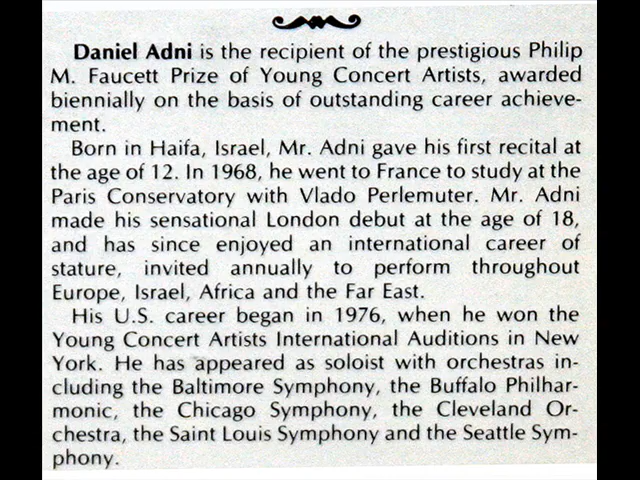 Daniel Adni is the recipient of the prestigious Philip
M. Faucett Prize of Young Concert Artists, awarded
biennially on the basis of outstanding career achieve-
ment.
Born in Haifa, Israel, Mr. Adni gave his first recital at
the age of 12. In 1968, he went to France to study at the
Paris Conservatory with Vlado Perlemuter. Mr. Adni
made his sensational London debut at the age of 18,
and has since enjoyed an international career of
stature, invited annually to perform throughout
Europe, Israel, Africa and the Far East.
His U.S. career began in 1976, when he won the
Young Concert Artists International Auditions in New
York. He has appeared as soloist with orchestras in-
cluding the Baltimore Symphony, the Buffalo Philhar-
monic, the Chicago Symphony, the Cleveland Or-
chestra, the Saint Louis Symphony and the Seattle Sym-
phony.